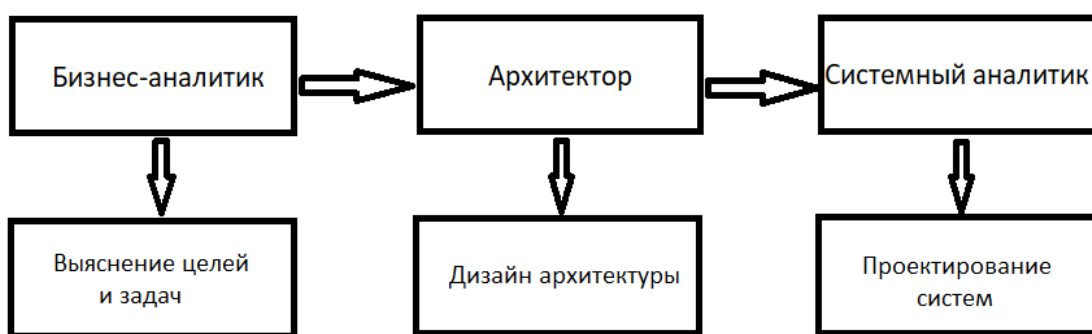 Бизнес-аналитик
Архитектор
Системный аналитик
Выяснение целей
и задач
Дизайн архитектуры
Проектирование
систем